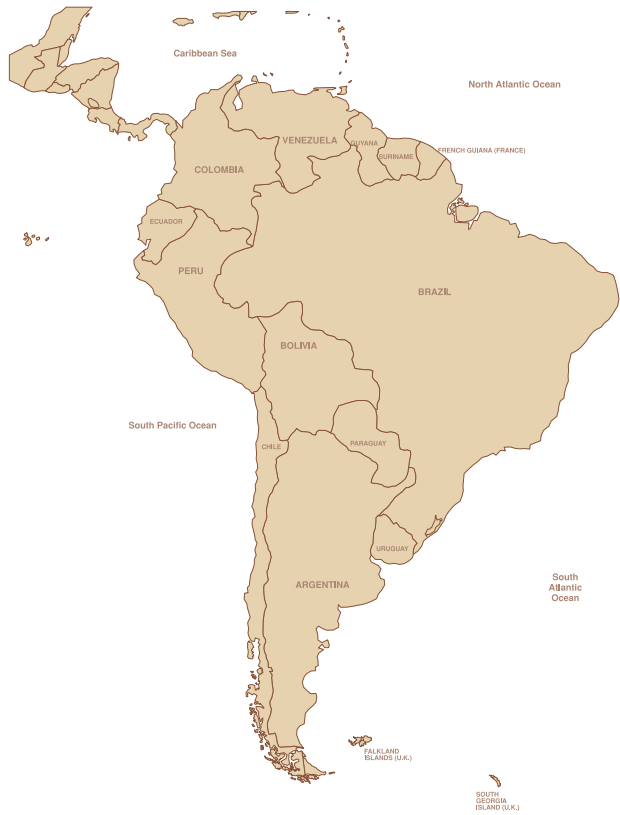 Caribbean Sea
North Atlantic Ocean
VENEZUELA
GUYANA
FRENCH GUIANA (FRANCE)
SURINAME
COLOMBIA
ECUADOR
PERU
BRAZIL
BOLIVIA
South Pacific Ocean
CHILE
PARAGUAY
URUGUAY
South
Atlantic
Ocean
ARGENTINA
FALKLAND
ISLANDS (U.K.)
SOUTH
GEORGIA
ISLAND (U.K.)